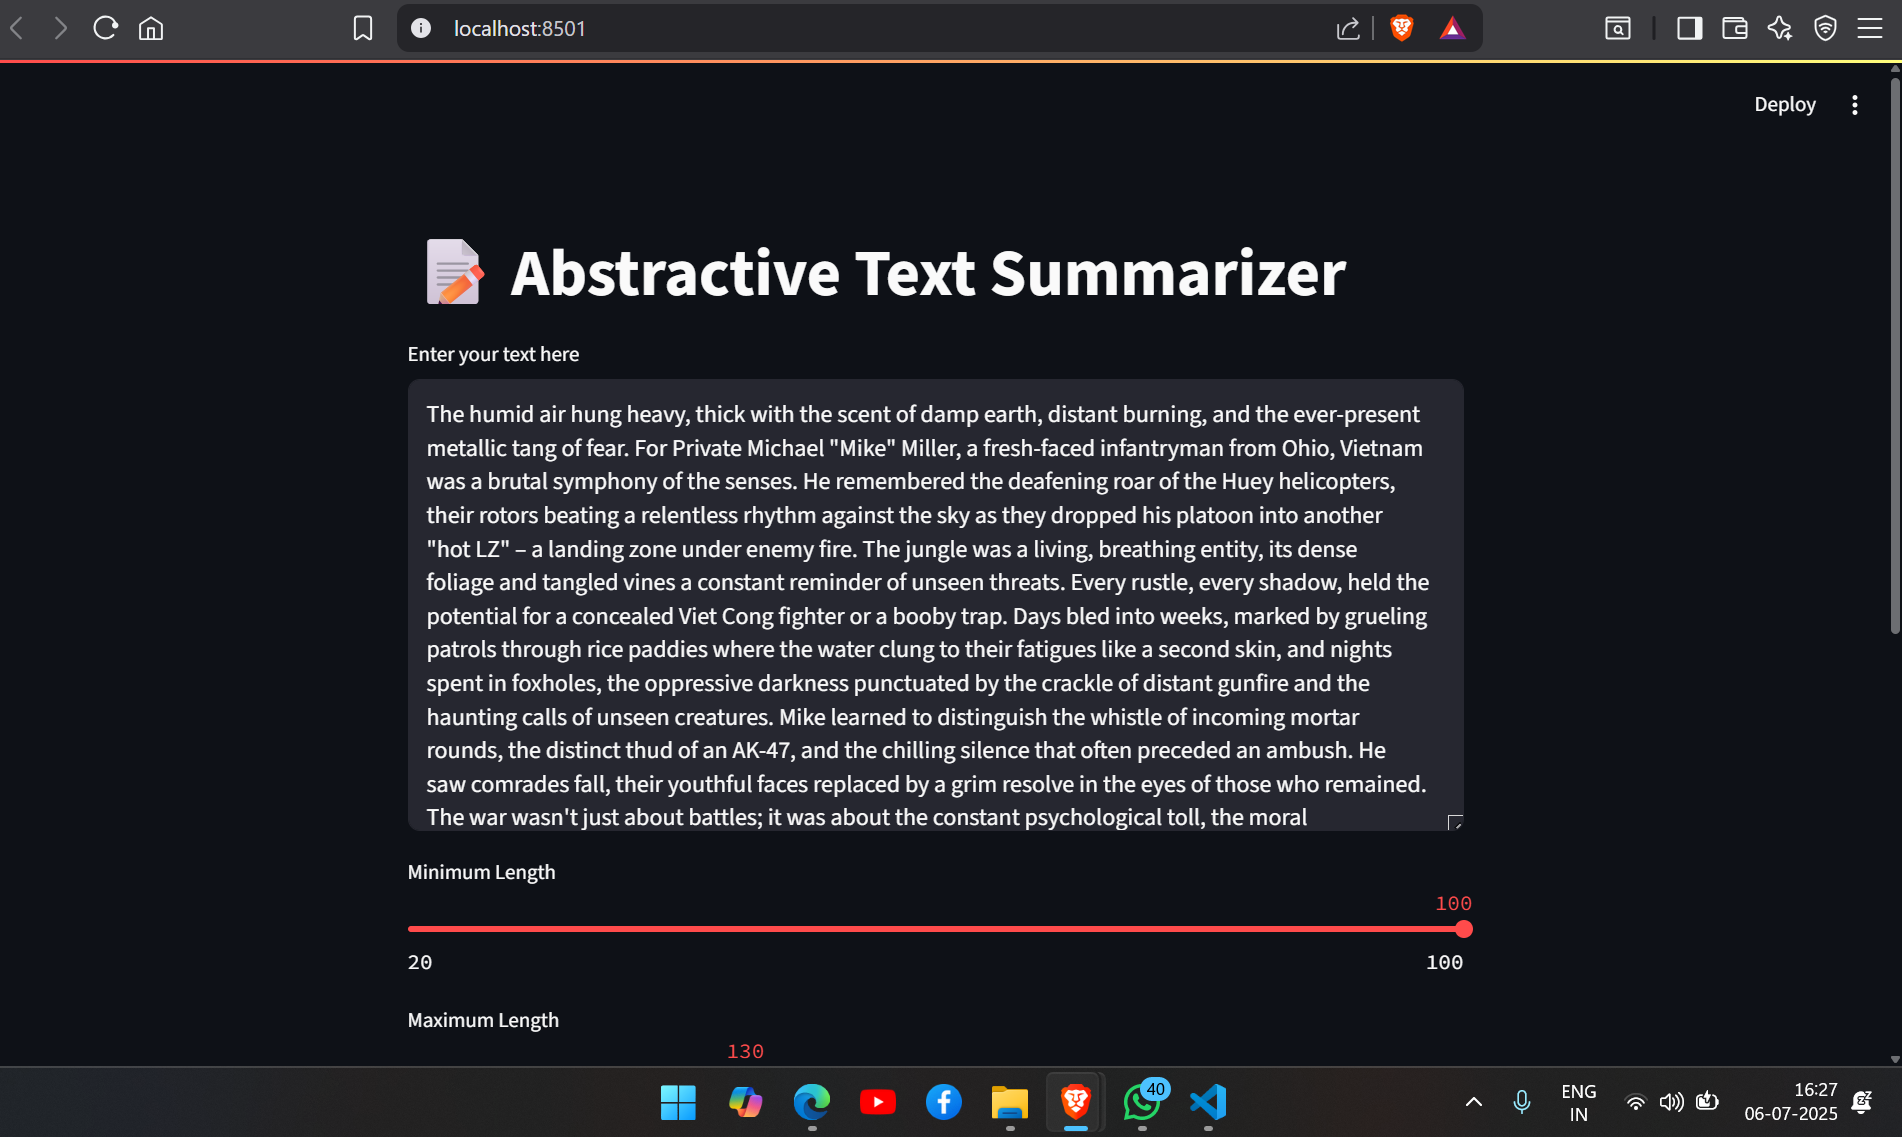 localhost:8501
Deploy
Abstractive Text Summarizer
Enter your text here
The humid air hung heavy, thick with the scent of damp earth, distant burning, and the ever-present
metallic tang of fear. For Private Michael "Mike" Miller, a fresh-faced infantryman from Ohio, Vietnam
was a brutal symphony of the senses. He remembered the deafening roar of the Huey helicopters,
their rotors beating a relentless rhythm against the sky as they dropped his platoon into another
"hot LZ" – a landing zone under enemy fire. The jungle was a living, breathing entity, its dense
foliage and tangled vines a constant reminder of unseen threats. Every rustle, every shadow, held the
potential for a concealed Viet Cong fighter or a booby trap. Days bled into weeks, marked by grueling
patrols through rice paddies where the water clung to their fatigues like a second skin, and nights
spent in foxholes, the oppressive darkness punctuated by the crackle of distant gunfire and the
haunting calls of unseen creatures. Mike learned to distinguish the whistle of incoming mortar
rounds, the distinct thud of an AK-47, and the chilling silence that often preceded an ambush. He
saw comrades fall, their youthful faces replaced by a grim resolve in the eyes of those who remained.
The war wasn't just about battles; it was about the constant psychological toll, the moral
Minimum Length
100
20
100
Maximum Length
130
40
ENG
IN
16:27
06-07-2025